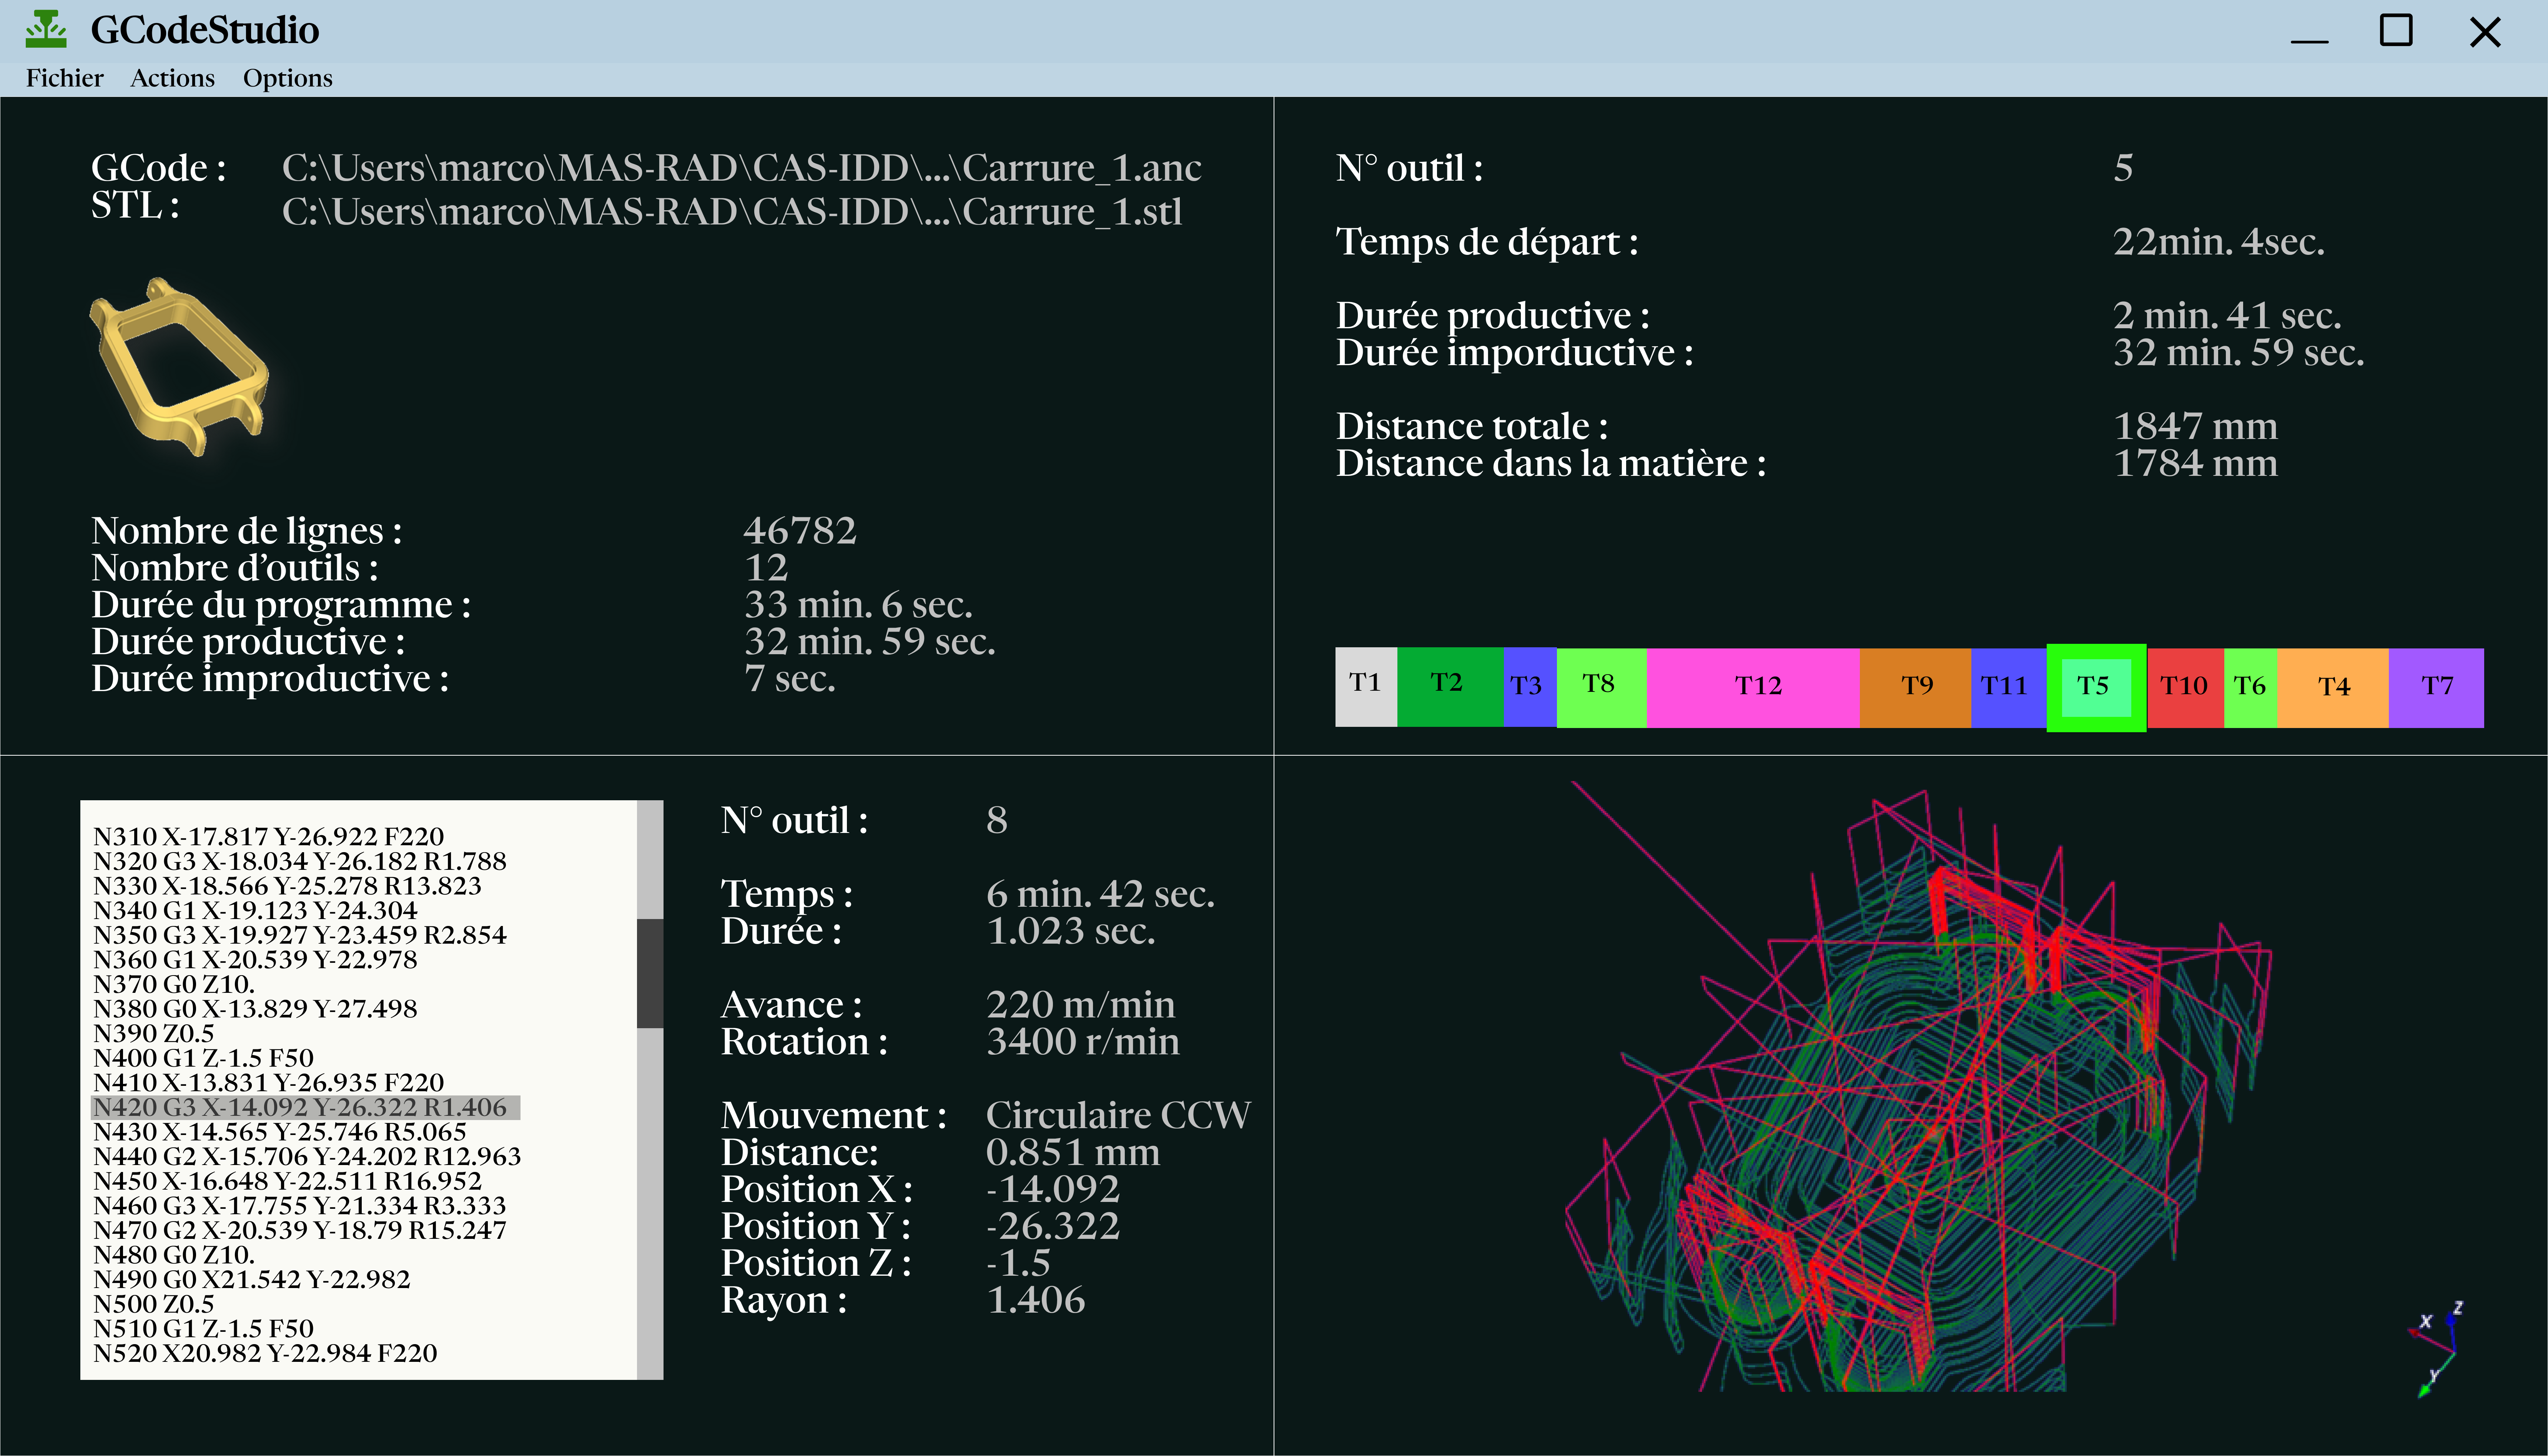 GCodeStudio
Fichier Actions Options
GCode : C:\Users\marco\MAS-RAD\CAS-IDD\...\Carrure_1.anc
STL : C:\Users\marco\MAS-RAD\CAS-IDD\...\Carrure_1.stl
Nombre de lignes : 46782
Nombre d’outils : 12
Durée du programme : 33 min. 6 sec.
Durée productive : 32 min. 59 sec.
Durée improductive : 7 sec.
N° outil : 5
Temps de départ : 22min. 4sec.
Durée productive : 2 min. 41 sec.
Durée imporductive : 32 min. 59 sec.
Distance totale : 1847 mm
Distance dans la matière : 1784 mm
T1 T2 T3 T8 T12 T9 T11 T5 T10 T6 T4 T7
N310 X-17.817 Y-26.922 F220
N320 G3 X-18.034 Y-26.182 R1.788
N330 X-18.566 Y-25.278 R13.823
N340 G1 X-19.123 Y-24.304
N350 G3 X-19.927 Y-23.459 R2.854
N360 G1 X-20.539 Y-22.978
N370 G0 Z10.
N380 G0 X-13.829 Y-27.498
N390 Z0.5
N400 G1 Z-1.5 F50
N410 X-13.831 Y-26.935 F220
N420 G3 X-14.092 Y-26.322 R1.406
N430 X-14.565 Y-25.746 R5.065
N440 G2 X-15.706 Y-24.202 R12.963
N450 X-16.648 Y-22.511 R16.952
N460 G3 X-17.755 Y-21.334 R3.333
N470 G2 X-20.539 Y-18.79 R15.247
N480 G0 Z10.
N490 G0 X21.542 Y-22.982
N500 Z0.5
N510 G1 Z-1.5 F50
N520 X20.982 Y-22.984 F220
N° outil : 8
Temps : 6 min. 42 sec.
Durée : 1.023 sec.
Avance : 220 m/min
Rotation : 3400 r/min
Mouvement : Circulaire CCW
Distance: 0.851 mm
Position X : -14.092
Position Y : -26.322
Position Z : -1.5
Rayon : 1.406
Z
X
Y